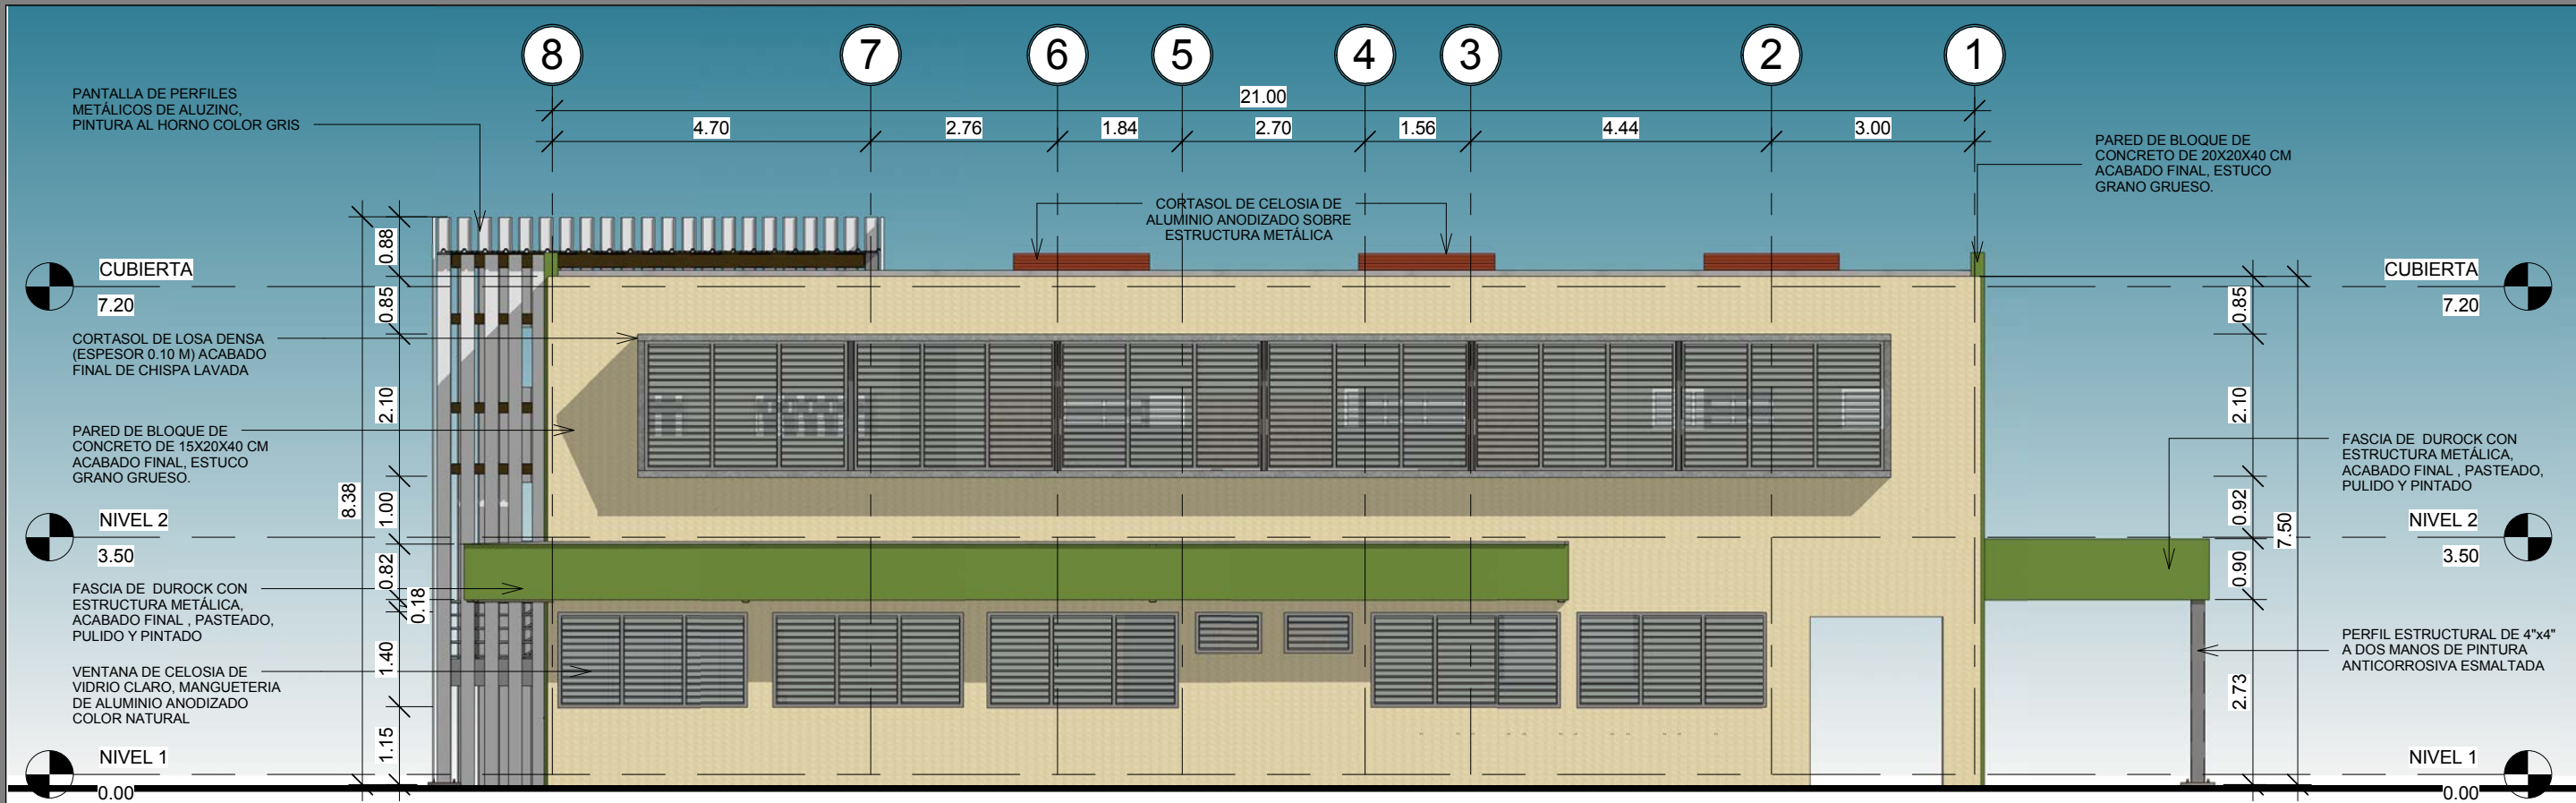 8 7 6 5 4 3 2 1
21.00
4.70 2.76 1.84 2.70 1.56 4.44 3.00
PANTALLA DE PERFILES
METÁLICOS DE ALUZINC,
PINTURA AL HORNO COLOR GRIS
PARED DE BLOQUE DE
CONCRETO DE 20X20X40 CM
ACABADO FINAL, ESTUCO
GRANO GRUESO.
CORTASOL DE CELOSIA DE
ALUMINIO ANODIZADO SOBRE
ESTRUCTURA METÁLICA
CUBIERTA
7.20
CORTASOL DE LOSA DENSA
(ESPESOR 0.10 M) ACABADO
FINAL DE CHISPA LAVADA
PARED DE BLOQUE DE
CONCRETO DE 15X20X40 CM
ACABADO FINAL, ESTUCO
GRANO GRUESO.
NIVEL 2
3.50
FASCIA DE DUROCK CON
ESTRUCTURA METÁLICA,
ACABADO FINAL , PASTEADO,
PULIDO Y PINTADO
VENTANA DE CELOSIA DE
VIDRIO CLARO, MANGUETERIA
DE ALUMINIO ANODIZADO
COLOR NATURAL
NIVEL 1
0.00
8.38
0.88
0.85
2.10
1.00
0.82
0.18
1.40
1.15
0.85
2.10
0.92
0.90
2.73
7.50
CUBIERTA
7.20
FASCIA DE DUROCK CON
ESTRUCTURA METÁLICA,
ACABADO FINAL , PASTEADO,
PULIDO Y PINTADO
NIVEL 2
3.50
PERFIL ESTRUCTURAL DE 4"x4"
A DOS MANOS DE PINTURA
ANTICORROSIVA ESMALTADA
NIVEL 1
0.00